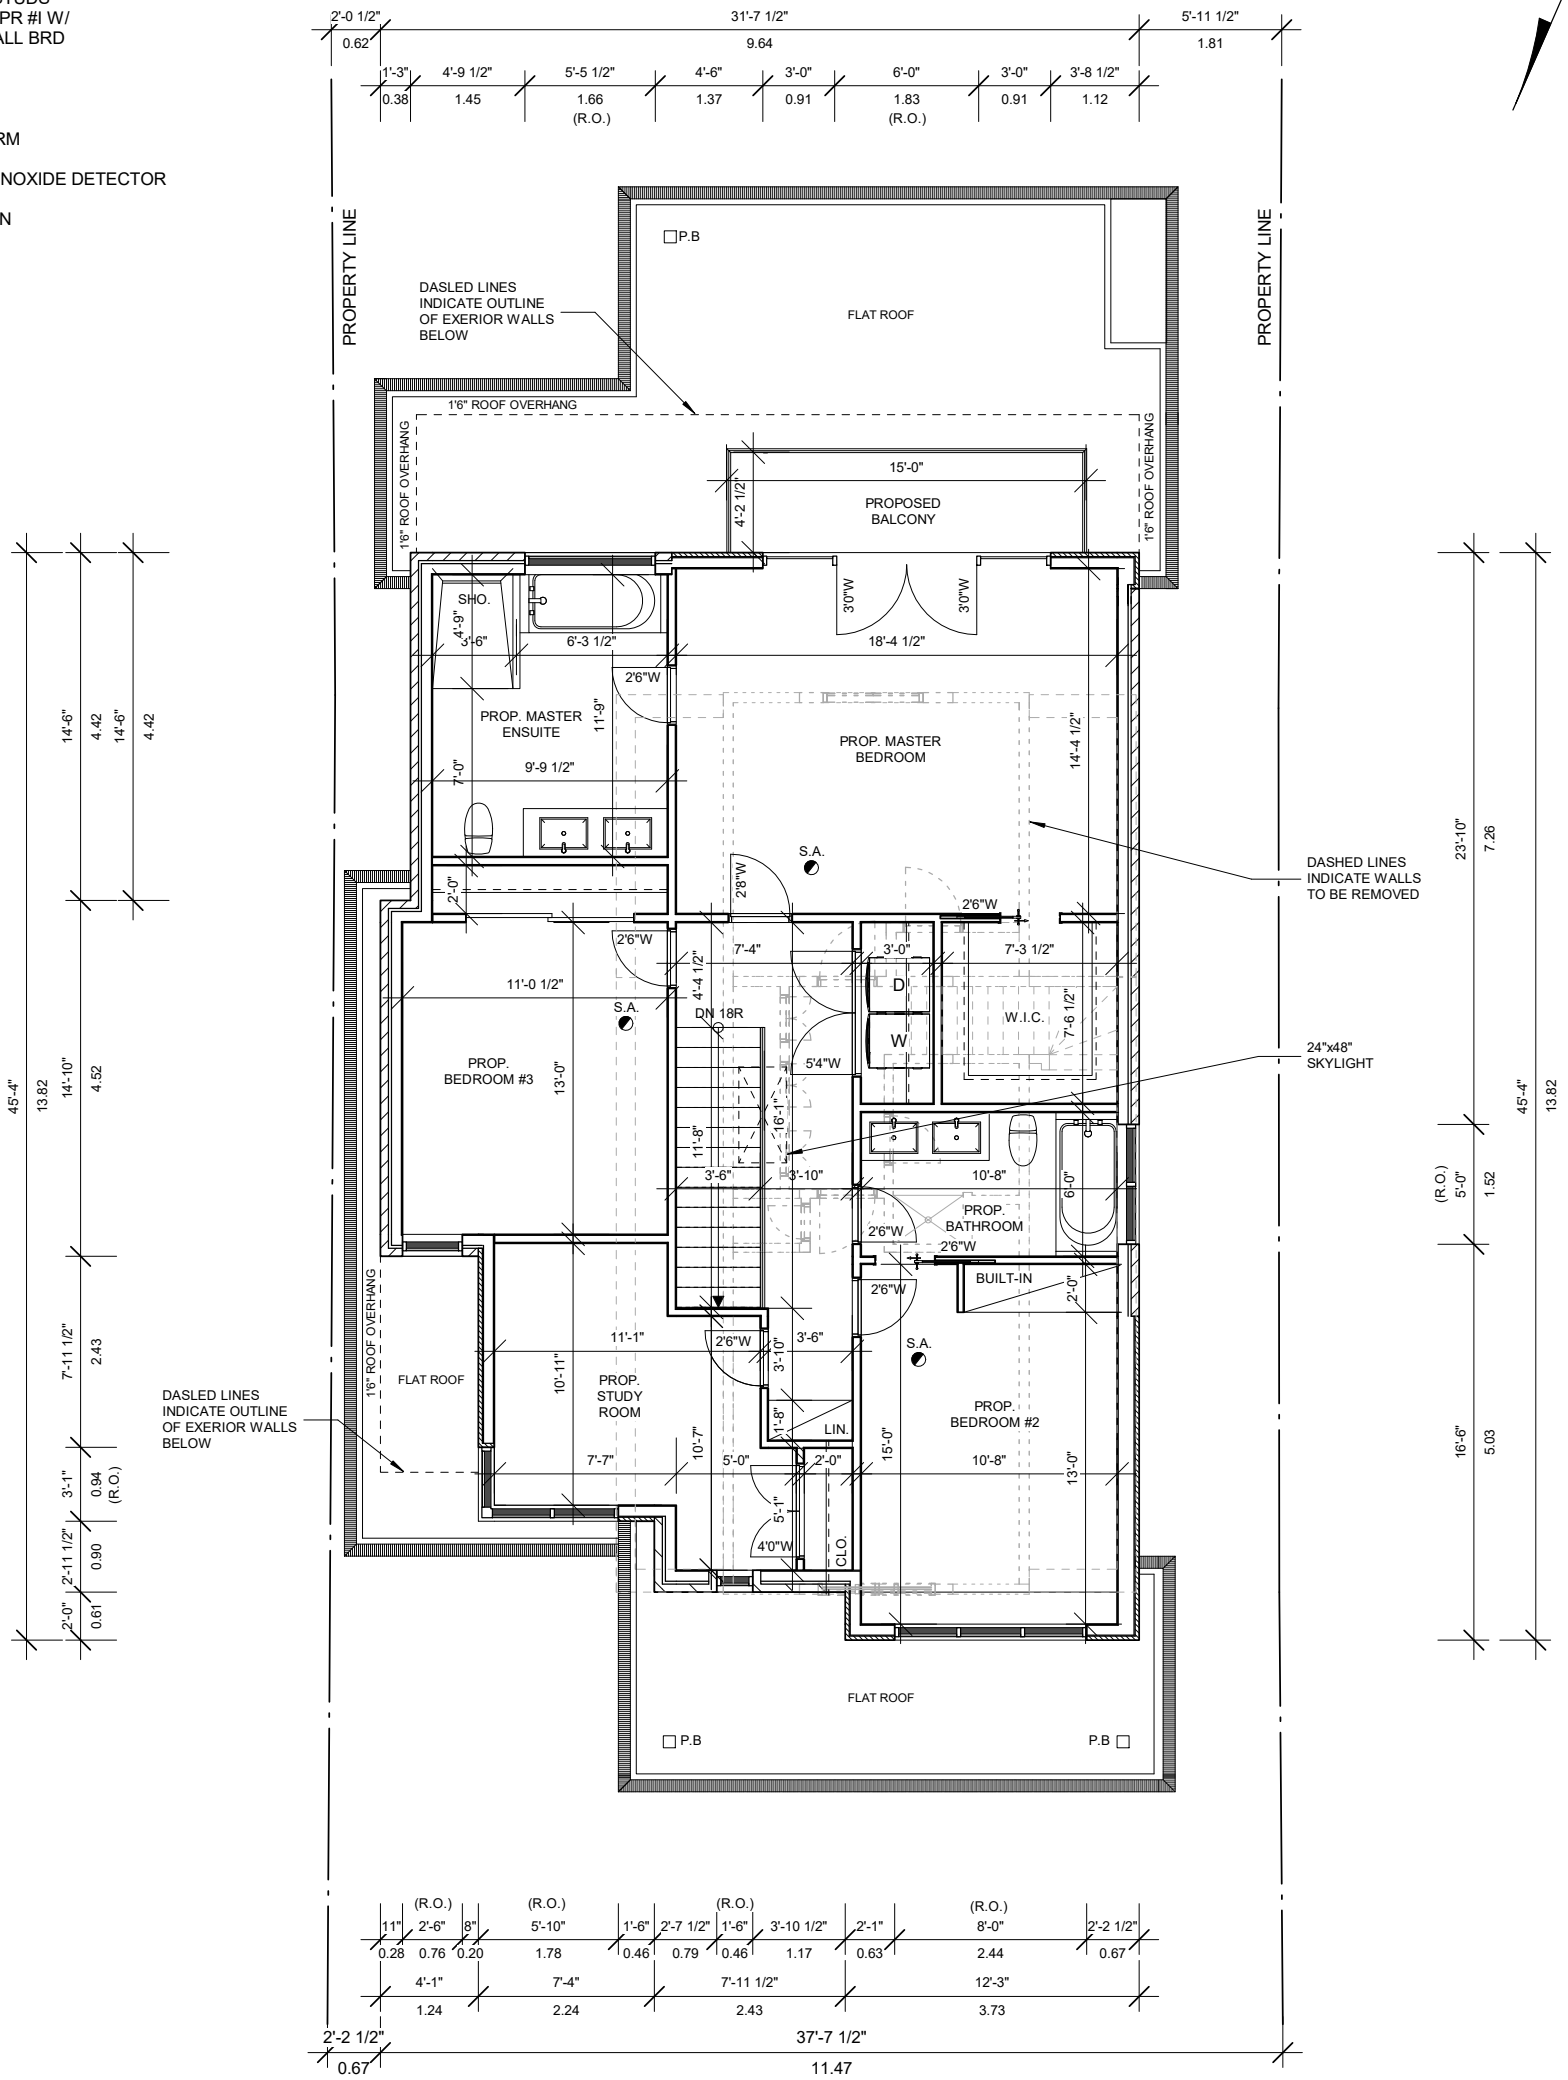 PR #I W/
ALL BRD
RM
NOXIDE DETECTOR
N
2'-0 1/2"
31'-7 1/2"
5'-11 1/2"
0.62
9.64
1.81
1'-3"
4'-9 1/2"
5'-5 1/2"
4'-6"
3'-0"
6'-0"
3'-0"
3'-8 1/2"
0.38
1.45
1.66
1.37
0.91
1.83
0.91
1.12
(R.O.)
(R.O.)
PROPERTY LINE
PROPERTY LINE
P.B
DASLED LINES
INDICATE OUTLINE
OF EXERIOR WALLS
BELOW
FLAT ROOF
1'6" ROOF OVERHANG
1'6" ROOF OVERHANG
1'6" ROOF OVERHANG
15'-0"
4'-2 1/2"
PROPOSED
BALCONY
SHO.
4'-9"
3'-6"
6'-3 1/2"
3'0"W
3'0"W
18'-4 1/2"
2'6"W
PROP. MASTER
ENSUITE
11'-9"
9'-9 1/2"
7'-0"
PROP. MASTER
BEDROOM
14'-4 1/2"
S.A.
2'8"W
2'-0"
2'6"W
DASHED LINES
INDICATE WALLS
TO BE REMOVED
2'6"W
7'-4"
3'-0"
7'-3 1/2"
4'-4 1/2"
11'-0 1/2"
S.A.
DN 18R
D
W
W.I.C.
7'-6 1/2"
24"x48"
SKYLIGHT
5'4"W
PROP.
BEDROOM #3
13'-0"
16'-1"
11'-8"
3'-6"
3'-10"
10'-8"
6'-0"
PROP.
BATHROOM
2'6"W
2'6"W
BUILT-IN
2'-0"
2'6"W
1'6" ROOF OVERHANG
11'-1"
2'6"W
3'-6"
3'-10"
S.A.
FLAT ROOF
10'-11"
PROP.
STUDY
ROOM
DASLED LINES
INDICATE OUTLINE
OF EXERIOR WALLS
BELOW
1'-8"
LIN.
PROP.
BEDROOM #2
10'-7"
15'-0"
7'-7"
5'-0"
2'-0"
10'-8"
13'-0"
5'-1"
4'0"W
CLO.
FLAT ROOF
P.B
P.B
45'-4"
13.82
14'-6"
4.42
14'-6"
4.42
14'-10"
4.52
7'-11 1/2"
2.43
3'-1"
0.94
(R.O.)
2'-11 1/2"
0.90
2'-0"
0.61
23'-10"
7.26
45'-4"
13.82
(R.O.)
5'-0"
1.52
16'-6"
5.03
(R.O.)
(R.O.)
(R.O.)
(R.O.)
11"
2'-6"
8"
5'-10"
1'-6"
2'-7 1/2"
1'-6"
3'-10 1/2"
2'-1"
8'-0"
2'-2 1/2"
0.28
0.76
0.20
1.78
0.46
0.79
0.46
1.17
0.63
2.44
0.67
4'-1"
7'-4"
7'-11 1/2"
12'-3"
1.24
2.24
2.43
3.73
2'-2 1/2"
37'-7 1/2"
0.67
11.47